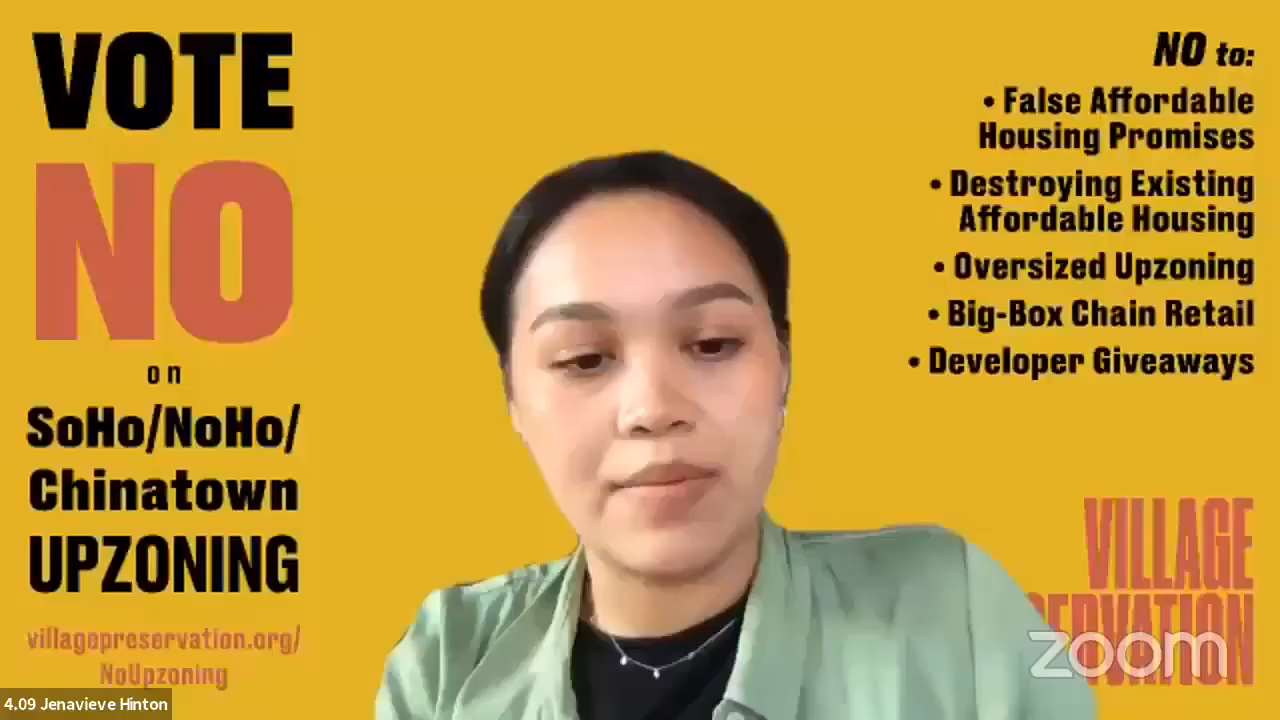 VOTE
NO
on
SoHo/NoHo/
Chinatown
UPZONING
villagepreservation.org/
NoUpzoning
NO to:
• False Affordable
Housing Promises
• Destroying Existing
Affordable Housing
• Oversized Upzoning
• Big-Box Chain Retail
• Developer Giveaways
VILLAGE
ERVATION
zoom
4.09 Jenavieve Hinton